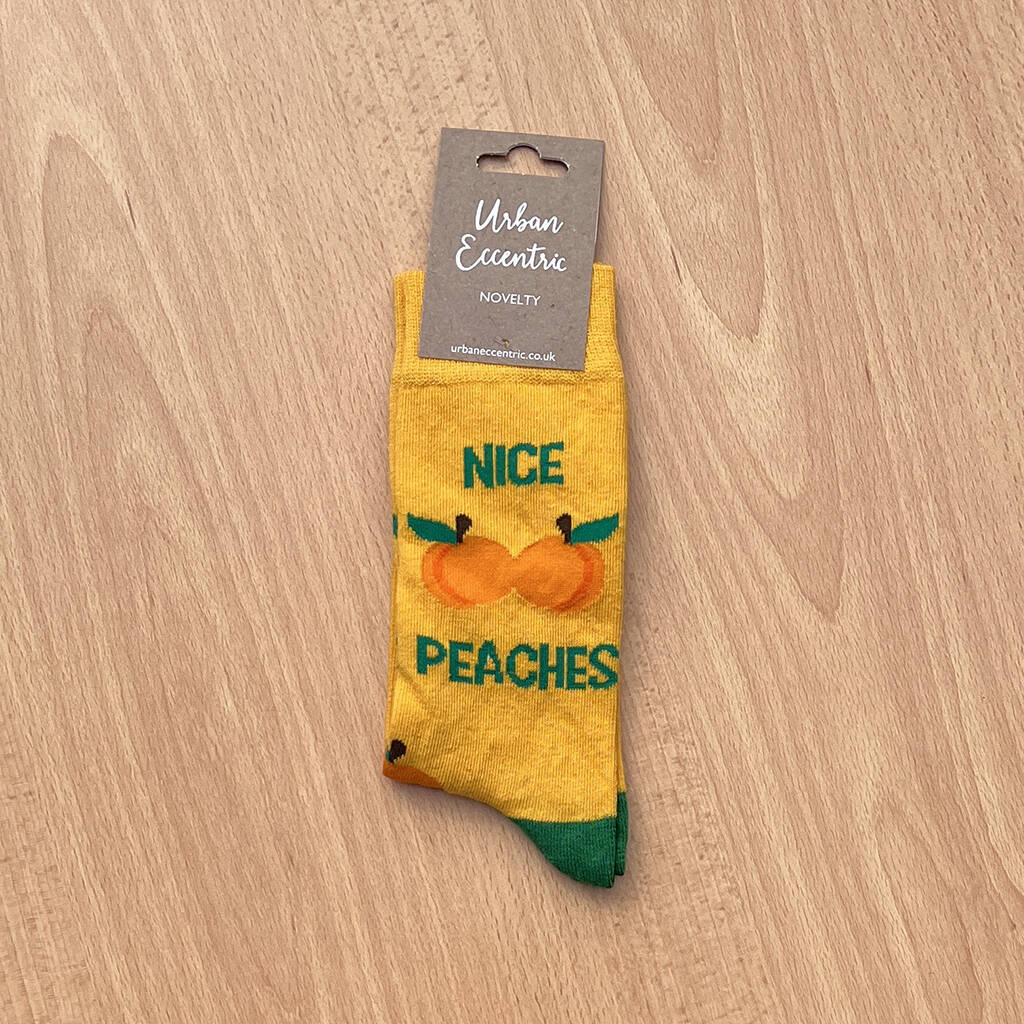 Urban
Eccentric
NOVELTY
urbaneccentric.co.uk
NICE
PEACHES